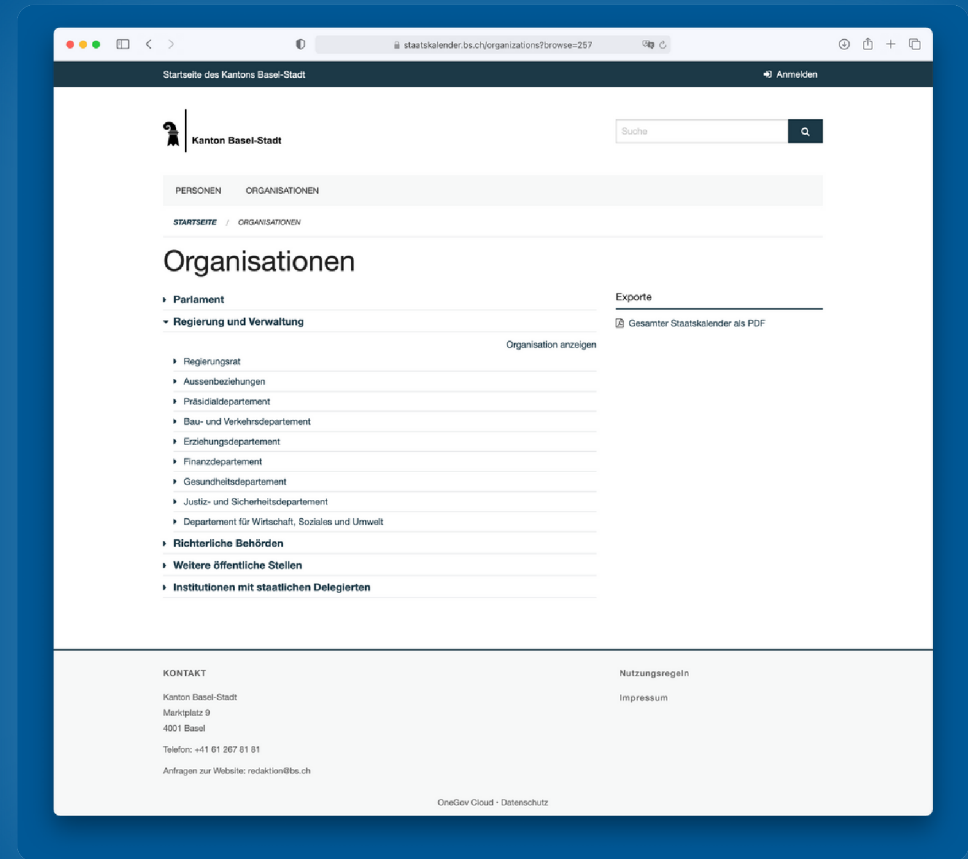 staatskalender.bs.ch/organizations?browse=257
Startseite des Kantons Basel-Stadt
Anmelden
Kanton Basel-Stadt
Suche
PERSONEN ORGANISATIONEN
STARTSEITE / ORGANISATIONEN
Organisationen
Parlament
Regierung und Verwaltung
Organisation anzeigen
Regierungsrat
Aussenbeziehungen
Präsidialdepartement
Bau- und Verkehrsdepartement
Erziehungsdepartement
Finanzdepartement
Gesundheitsdepartement
Justiz- und Sicherheitsdepartement
Departement für Wirtschaft, Soziales und Umwelt
Richterliche Behörden
Weitere öffentliche Stellen
Institutionen mit staatlichen Delegierten
Exporte
Gesamter Staatskalender als PDF
KONTAKT
Kanton Basel-Stadt
Marktplatz 9
4001 Basel
Telefon: +41 61 267 81 81
Anfragen zur Website: redaktion@bs.ch
Nutzungsregeln
Impressum
OneGov Cloud • Datenschutz